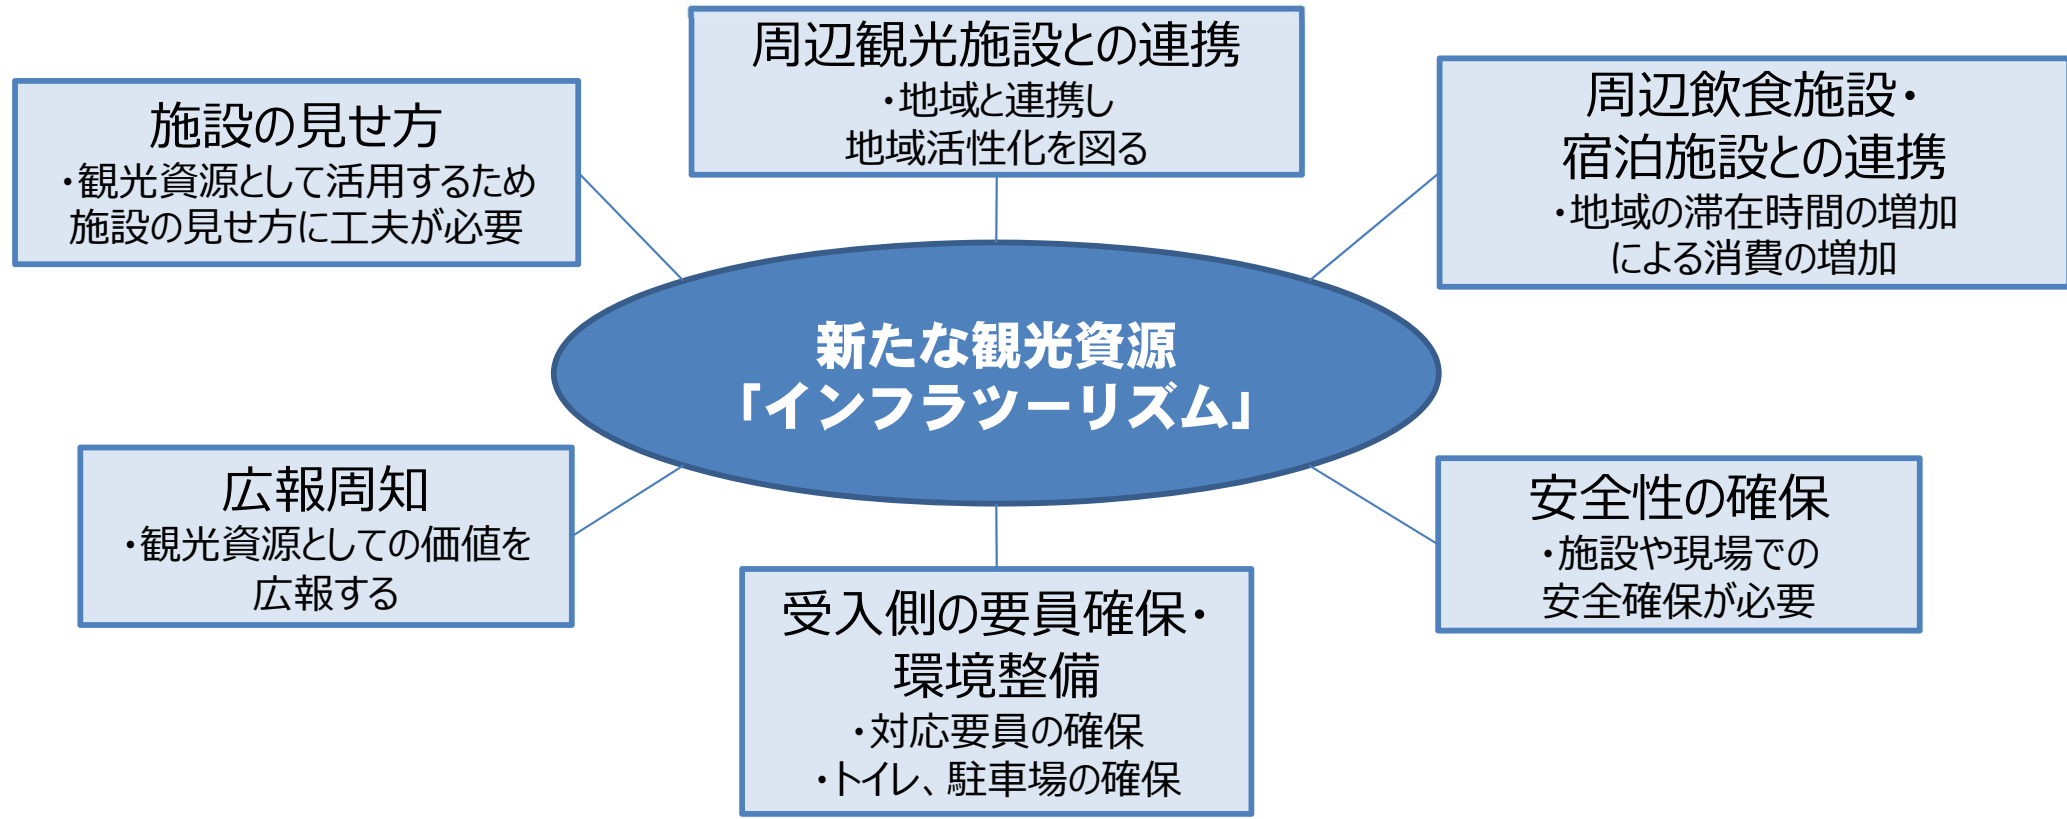 周辺観光施設との連携
・地域と連携し
地域活性化を図る
施設の見せ方
・観光資源として活用するため
施設の見せ方に工夫が必要
周辺飲食施設・
宿泊施設との連携
・地域の滞在時間の増加
による消費の増加
新たな観光資源
「インフラツーリズム」
広報周知
・観光資源としての価値を
広報する
受入側の要員確保・
環境整備
・対応要員の確保
・トイレ、駐車場の確保
安全性の確保
・施設や現場での
安全確保が必要